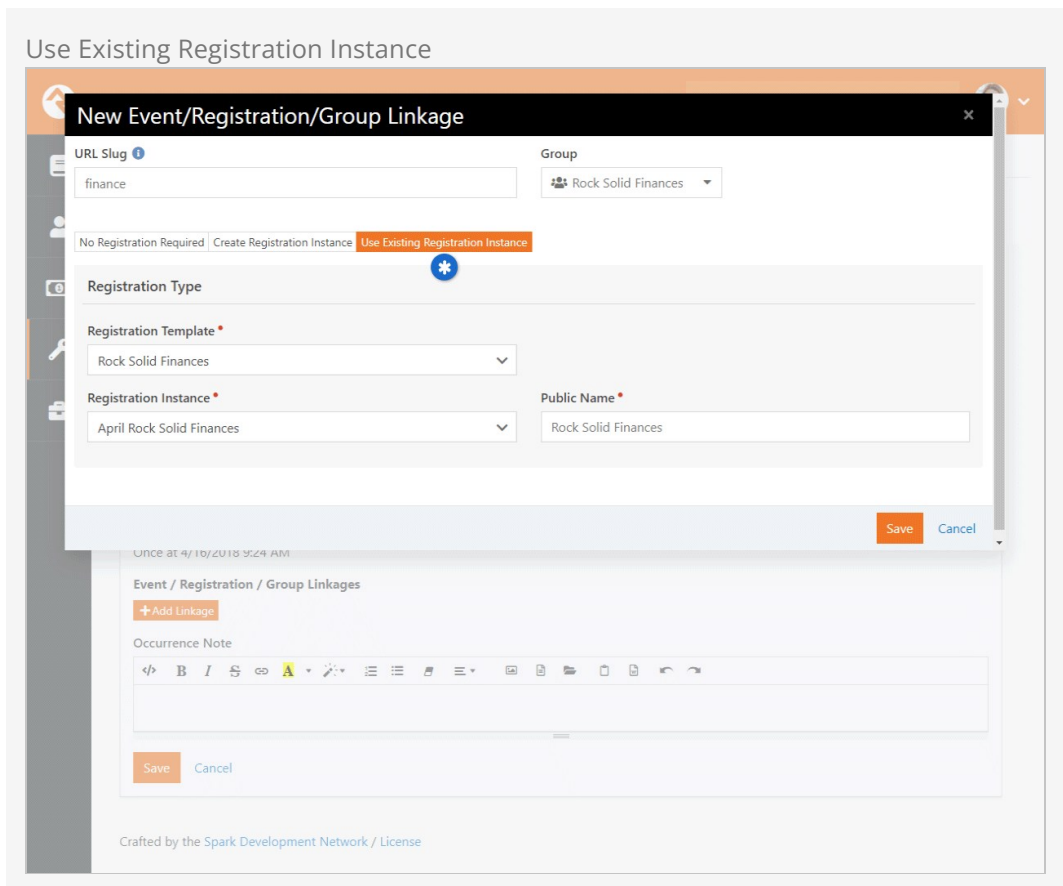 Use Existing Registration Instance
New Event/Registration/Group Linkage ×
URL Slug Group
finance Rock Solid Finances
No Registration Required Create Registration Instance Use Existing Registration Instance
Registration Type
Registration Template
Rock Solid Finances
Registration Instance Public Name
April Rock Solid Finances Rock Solid Finances
Save Cancel
Once at 4/16/2018 9:24 AM
Event / Registration / Group Linkages
+Add Linkage
Occurrence Note
</> B I S A
Save Cancel
Crafted by the Spark Development Network / License